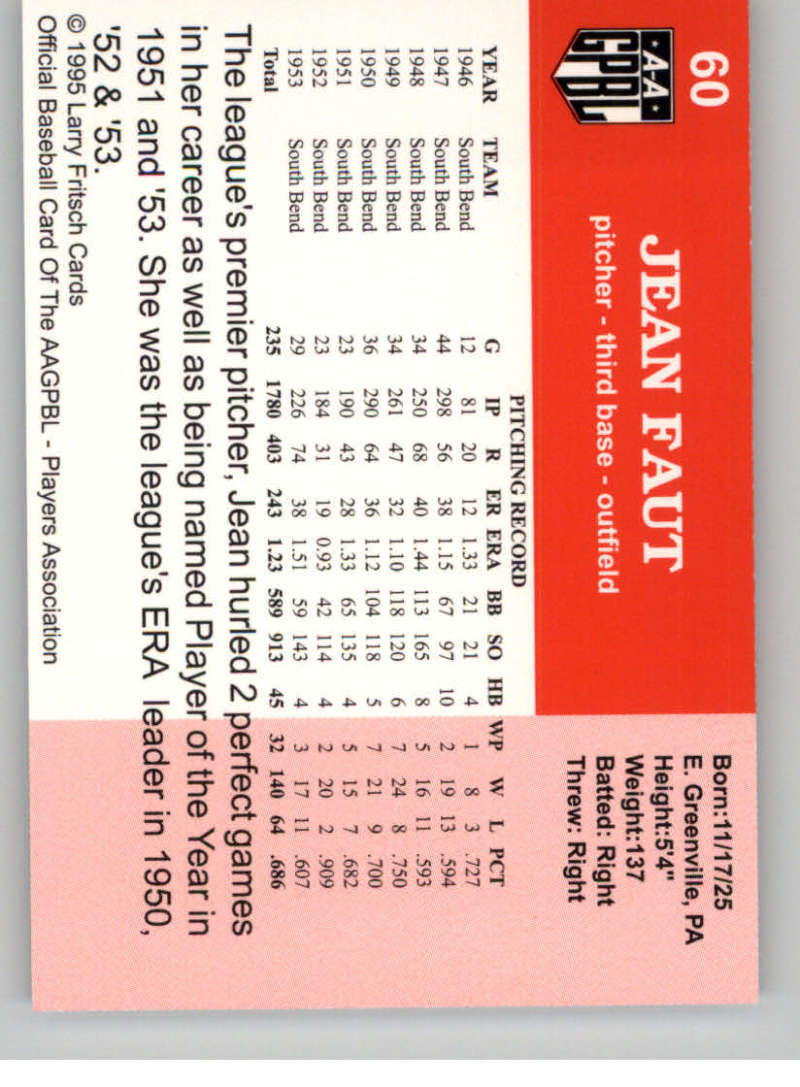 60
·A-A·
GPBL
JEAN FAUT
pitcher - third base - outfield
Born:11/17/25
E. Greenville, PA
Height:5'4"
Weight:137
Batted: Right
Threw: Right
PITCHING RECORD
YEAR TEAM G IP R ER ERA BB SO HB WP W L PCT
1946 South Bend 12 81 20 12 1.33 21 21 4 1 8 3 .727
1947 South Bend 44 298 56 38 1.15 67 97 10 2 19 13 .594
1948 South Bend 34 250 68 40 1.44 113 165 8 5 16 11 .593
1949 South Bend 34 261 47 32 1.10 118 120 6 7 24 8 .750
1950 South Bend 36 290 64 36 1.12 104 118 5 7 21 9 .700
1951 South Bend 23 190 43 28 1.33 65 135 4 5 15 7 .682
1952 South Bend 23 184 31 19 0.93 42 114 4 2 20 2 .909
1953 South Bend 29 226 74 38 1.51 59 143 4 3 17 11 .607
Total 235 1780 403 243 1.23 589 913 45 32 140 64 .686
The league's premier pitcher, Jean hurled 2 perfect games
in her career as well as being named Player of the Year in
1951 and '53. She was the league's ERA leader in 1950,
'52 & '53.
© 1995 Larry Fritsch Cards
Official Baseball Card Of The AAGPBL - Players Association